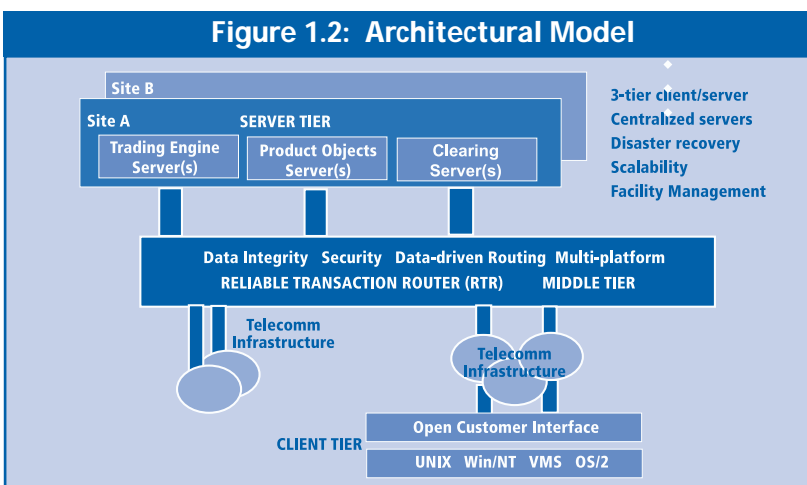 Figure 1.2: Architectural Model
Site B
Site A
SERVER TIER
Trading Engine
Server(s)
Product Objects
Server(s)
Clearing
Server(s)
3-tier client/server
Centralized servers
Disaster recovery
Scalability
Facility Management
Data Integrity Security Data-driven Routing Multi-platform
RELIABLE TRANSACTION ROUTER (RTR) MIDDLE TIER
Telecomm
Infrastructure
Telecomm
Infrastructure
CLIENT TIER
Open Customer Interface
UNIX Win/NT VMS OS/2